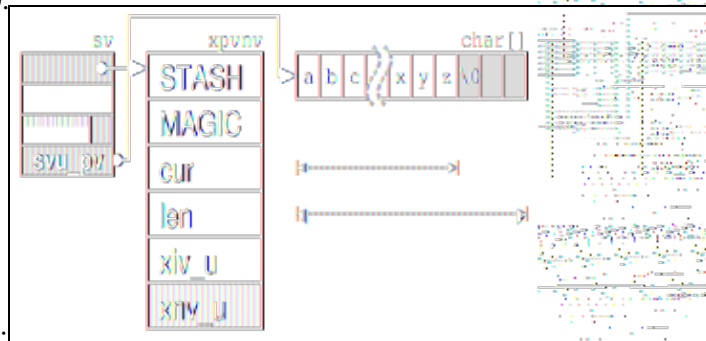 sv xpvnv char[]
STASH a b c x y z \0
MAGIC
svu_pv cur
len
xiv_u
xnv_u